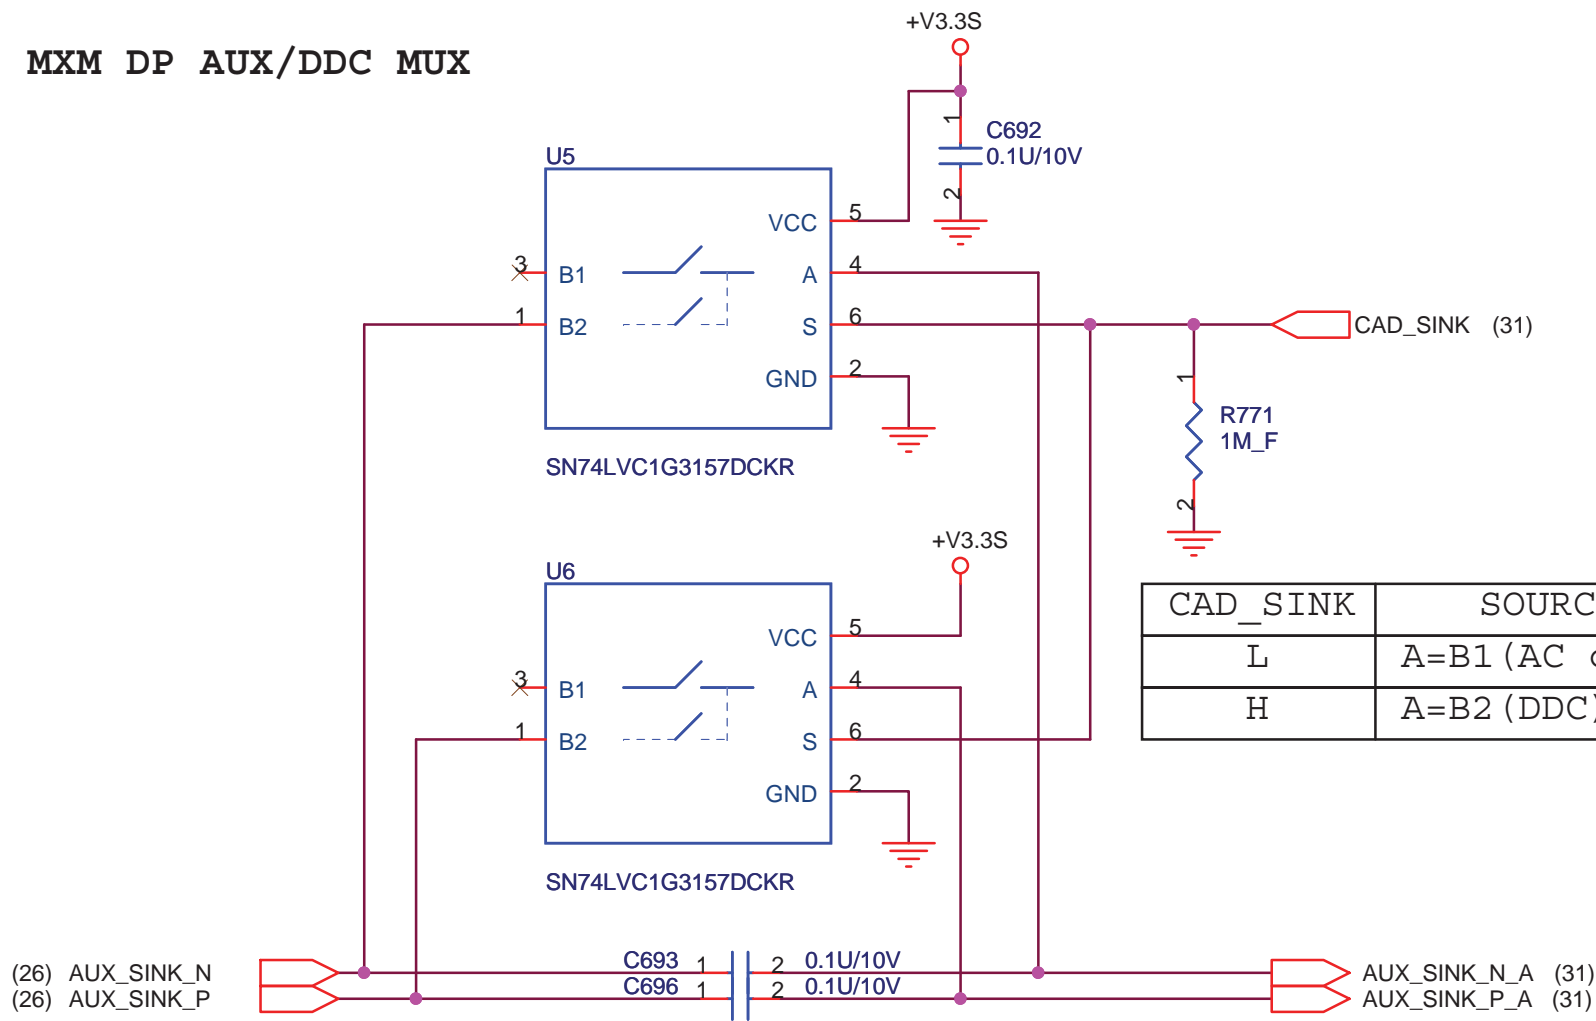 MXM DP AUX/DDC MUX
+V3.3S
1
C692
0.1U/10V
2
U5
VCC 5
3 B1 A 4
1 B2 S 6
GND 2
SN74LVC1G3157DCKR
CAD_SINK (31)
1
R771
1M_F
2
+V3.3S
U6
VCC 5
3 B1 A 4
1 B2 S 6
GND 2
SN74LVC1G3157DCKR
CAD_SINK SOURC
L A=B1(AC
H A=B2(DDC)
(26) AUX_SINK_N C693 1 2 0.1U/10V AUX_SINK_N_A (31)
(26) AUX_SINK_P C696 1 2 0.1U/10V AUX_SINK_P_A (31)